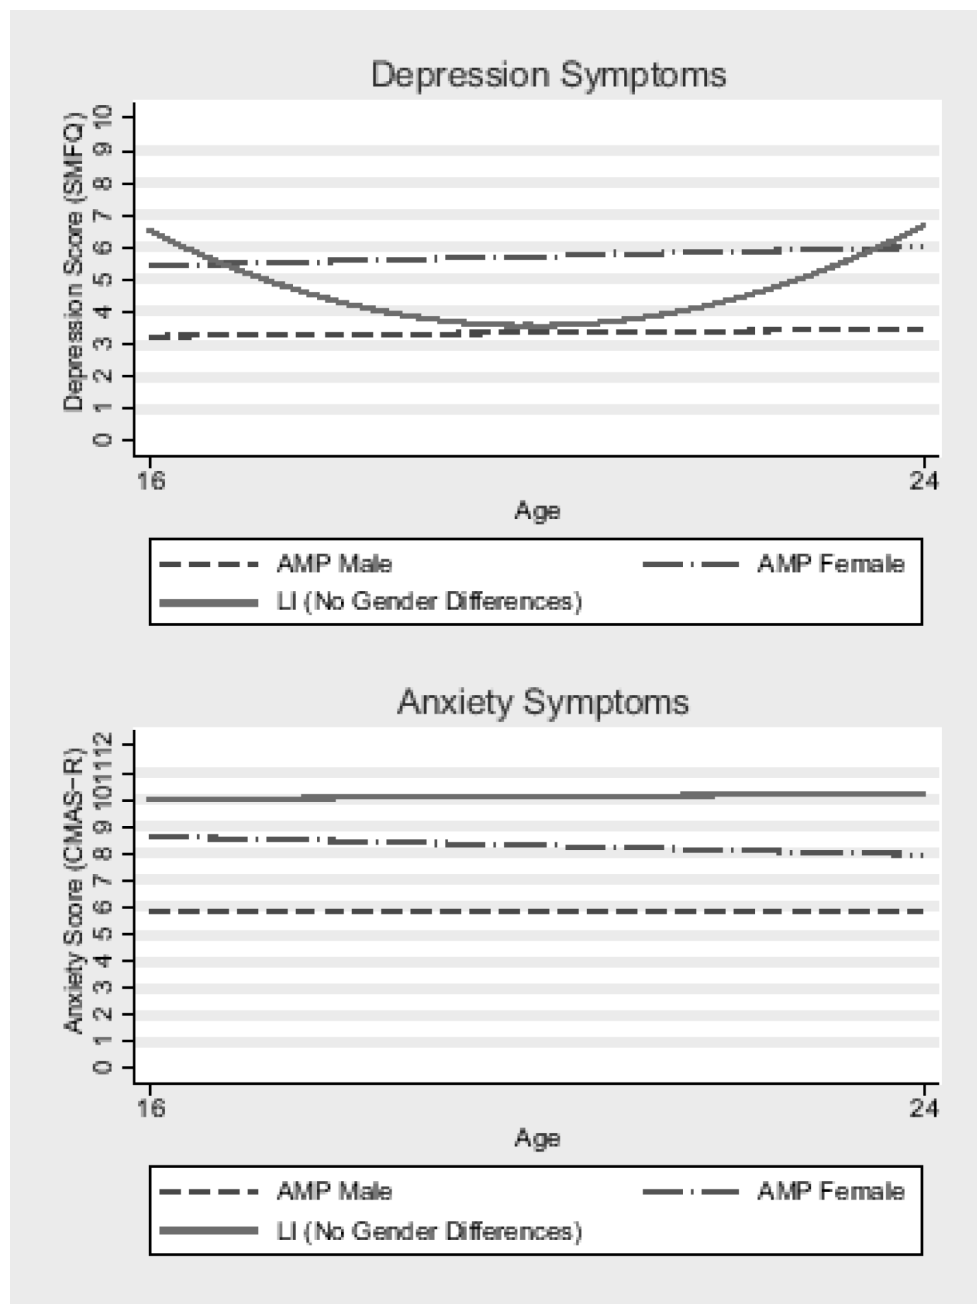 Depression Symptoms
Depression Score (SMFQ)
10
9
8
7
6
5
4
3
2
1
0
16 24
Age
AMP Male AMP Female
LI (No Gender Differences)
Anxiety Symptoms
Anxiety Score (CMAS-R)
12
11
10
9
8
7
6
5
4
3
2
1
0
16 24
Age
AMP Male AMP Female
LI (No Gender Differences)